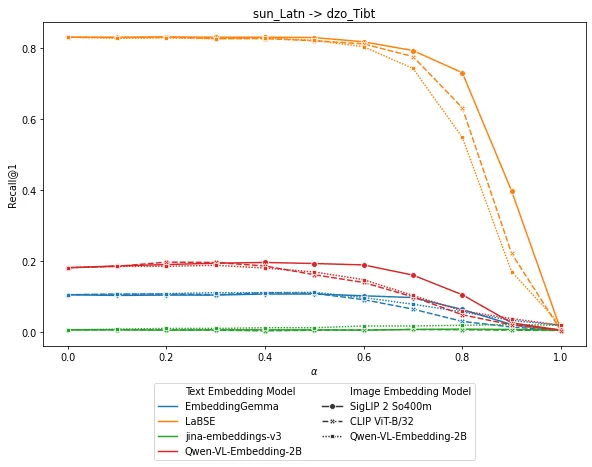 sun_Latn -> dzo_Tibt
Recall@1
0.8
0.6
0.4
0.2
0.0
0.0 0.2 0.4 0.6 0.8 1.0
α
Text Embedding Model
EmbeddingGemma
LaBSE
jina-embeddings-v3
Qwen-VL-Embedding-2B
Image Embedding Model
SigLIP 2 So400m
CLIP ViT-B/32
Qwen-VL-Embedding-2B